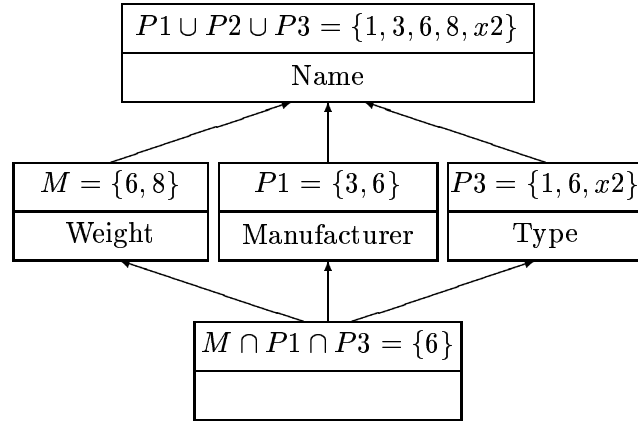 P1 ∪ P2 ∪ P3 = {1, 3, 6, 8, x2}
Name
M = {6, 8}
P1 = {3, 6}
P3 = {1, 6, x2}
Weight
Manufacturer
Type
M ∩ P1 ∩ P3 = {6}